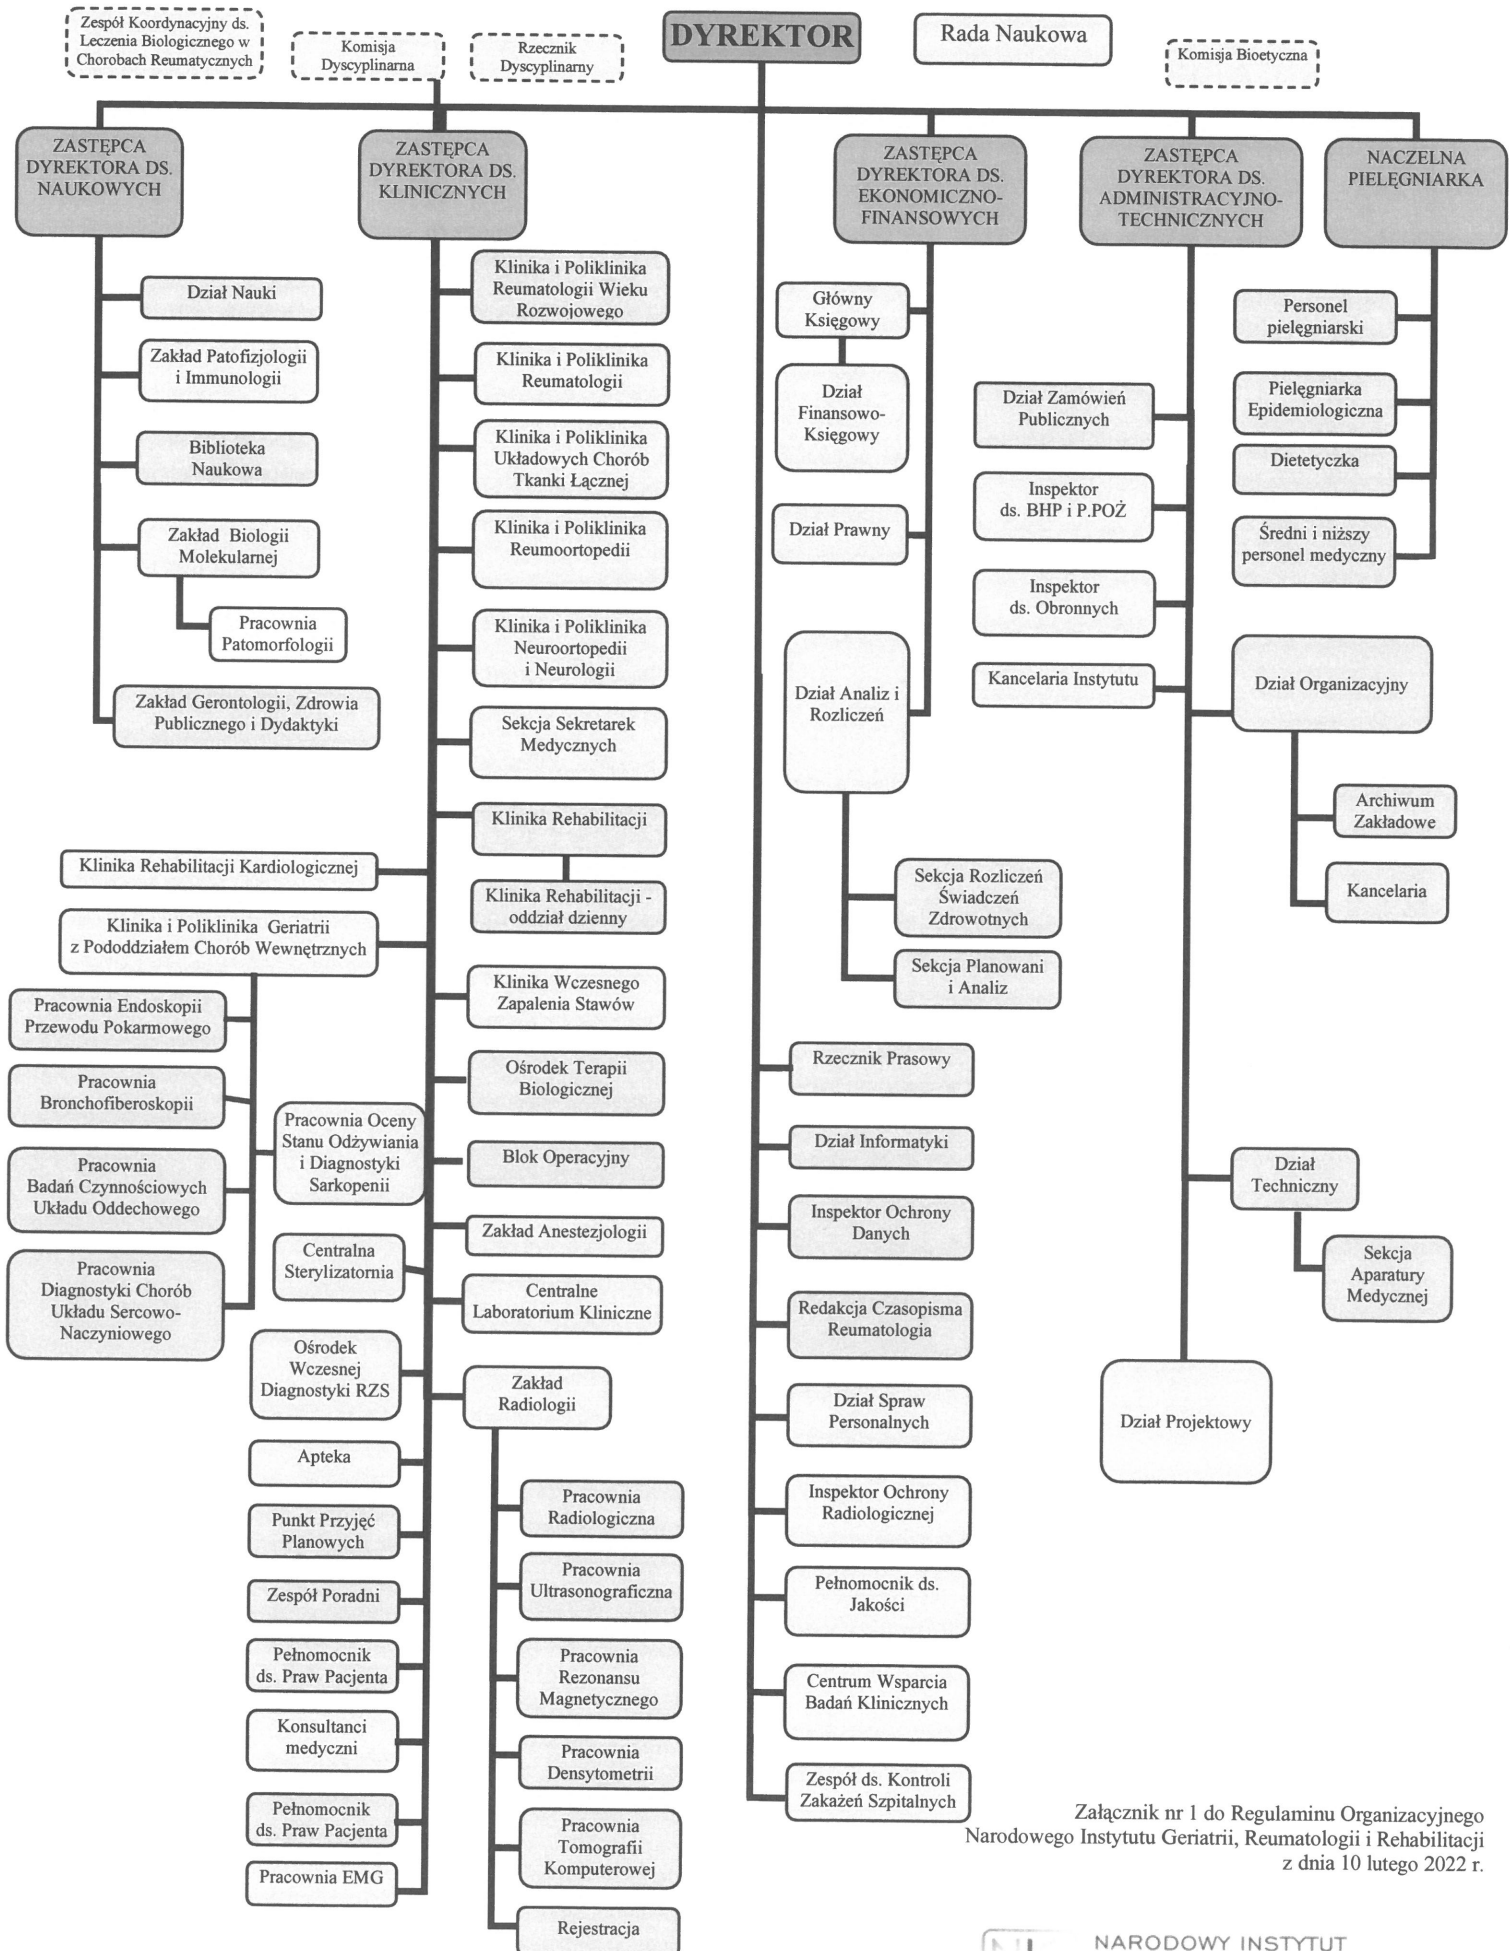 Zespół Koordynacyjny ds.
Leczenia Biologicznego w
Chorobach Reumatycznych
Komisja
Dyscyplinarna
Rzecznik
Dyscyplinarny
DYREKTOR
Rada Naukowa
Komisja Bioetyczna
ZASTĘPCA
DYREKTORA DS.
NAUKOWYCH
ZASTĘPCA
DYREKTORA DS.
KLINICZNYCH
ZASTĘPCA
DYREKTORA DS.
EKONOMICZNO-
FINANSOWYCH
ZASTĘPCA
DYREKTORA DS.
ADMINISTRACYJNO-
TECHNICZNYCH
NACZELNA
PIELĘGNIARKA
Dział Nauki
Zakład Patofizjologii
i Immunologii
Biblioteka
Naukowa
Zakład Biologii
Molekularnej
Pracownia
Patomorfologii
Zakład Gerontologii, Zdrowia
Publicznego i Dydaktyki
Klinika i Poliklinika
Reumatologii Wieku
Rozwojowego
Klinika i Poliklinika
Reumatologii
Klinika i Poliklinika
Układowych Chorób
Tkanki Łącznej
Klinika i Poliklinika
Reumoortopedii
Klinika i Poliklinika
Neuroortopedii
i Neurologii
Sekcja Sekretarek
Medycznych
Klinika Rehabilitacji
Klinika Rehabilitacji -
oddział dzienny
Klinika Rehabilitacji Kardiologicznej
Klinika i Poliklinika Geriatrii
z Pododdziałem Chorób Wewnętrznych
Pracownia Endoskopii
Przewodu Pokarmowego
Pracownia
Bronchofiberoskopii
Pracownia
Badań Czynnościowych
Układu Oddechowego
Pracownia
Diagnostyki Chorób
Układu Sercowo-
Naczyniowego
Pracownia Oceny
Stanu Odżywiania
i Diagnostyki
Sarkopenii
Klinika Wczesnego
Zapalenia Stawów
Ośrodek Terapii
Biologicznej
Blok Operacyjny
Zakład Anestezjologii
Centralna
Sterylizatornia
Centralne
Laboratorium Kliniczne
Ośrodek
Wczesnej
Diagnostyki RZS
Zakład
Radiologii
Apteka
Punkt Przyjęć
Planowych
Zespół Poradni
Pełnomocnik
ds. Praw Pacjenta
Konsultanci
medyczni
Pełnomocnik
ds. Praw Pacjenta
Pracownia EMG
Pracownia
Radiologiczna
Pracownia
Ultrasonograficzna
Pracownia
Rezonansu
Magnetycznego
Pracownia
Densytometrii
Pracownia
Tomografii
Komputerowej
Rejestracja
Główny
Księgowy
Dział
Finansowo-
Księgowy
Dział Prawny
Dział Analiz i
Rozliczeń
Sekcja Rozliczeń
Świadczeń
Zdrowotnych
Sekcja Planowani
i Analiz
Rzecznik Prasowy
Dział Informatyki
Inspektor Ochrony
Danych
Redakcja Czasopisma
Reumatologia
Dział Spraw
Personalnych
Inspektor Ochrony
Radiologicznej
Pełnomocnik ds.
Jakości
Centrum Wsparcia
Badań Klinicznych
Zespół ds. Kontroli
Zakażeń Szpitalnych
Dział Zamówień
Publicznych
Inspektor
ds. BHP i P.POŻ
Inspektor
ds. Obronnych
Kancelaria Instytutu
Personel
pielęgniarski
Pielęgniarka
Epidemiologiczna
Dietetyczka
Średni i niższy
personel medyczny
Dział Organizacyjny
Archiwum
Zakładowe
Kancelaria
Dział
Techniczny
Sekcja
Aparatury
Medycznej
Dział Projektowy
Załącznik nr 1 do Regulaminu Organizacyjnego
Narodowego Instytutu Geriatrii, Reumatologii i Rehabilitacji
z dnia 10 lutego 2022 r.
NARODOWY INSTYTUT